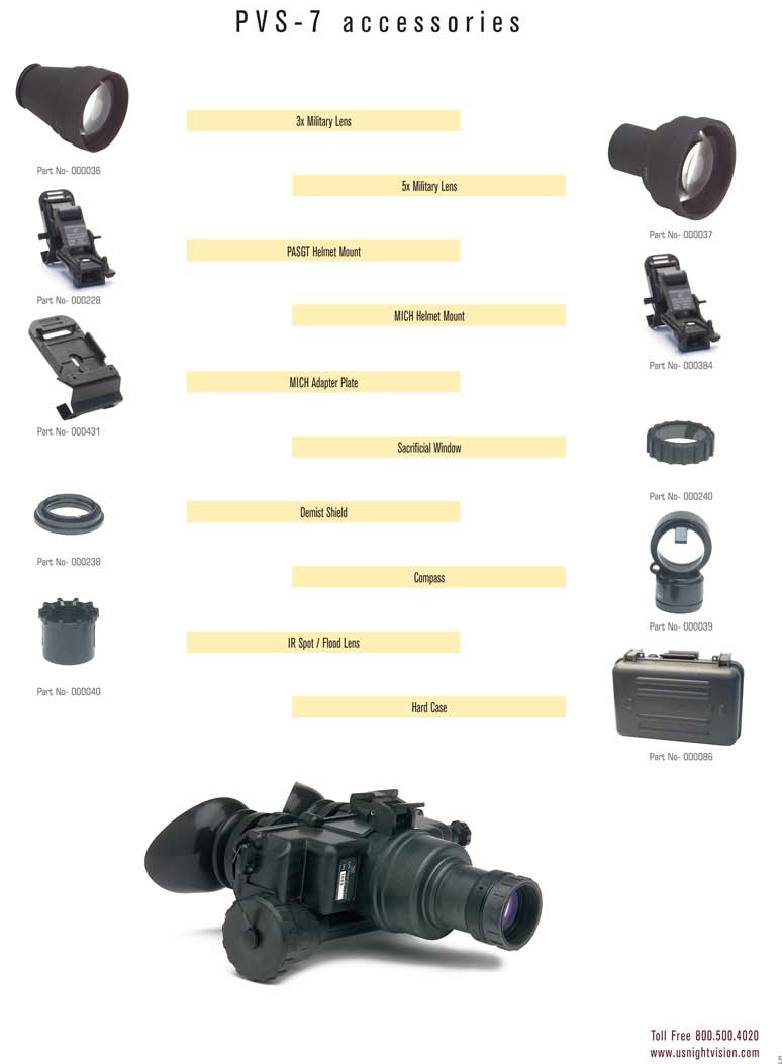 PVS-7 accessories
3x Military Lens
Part No- 000036
5x Military Lens
Part No- 000037
PASGT Helmet Mount
Part No- 000228
MICH Helmet Mount
Part No- 000384
MICH Adapter Plate
Part No- 000431
Sacrificial Window
Part No- 000240
Demist Shield
Part No- 000238
Compass
Part No- 000039
IR Spot / Flood Lens
Part No- 000040
Hard Case
Part No- 000086
Toll Free 800.500.4020
www.usnightvision.com